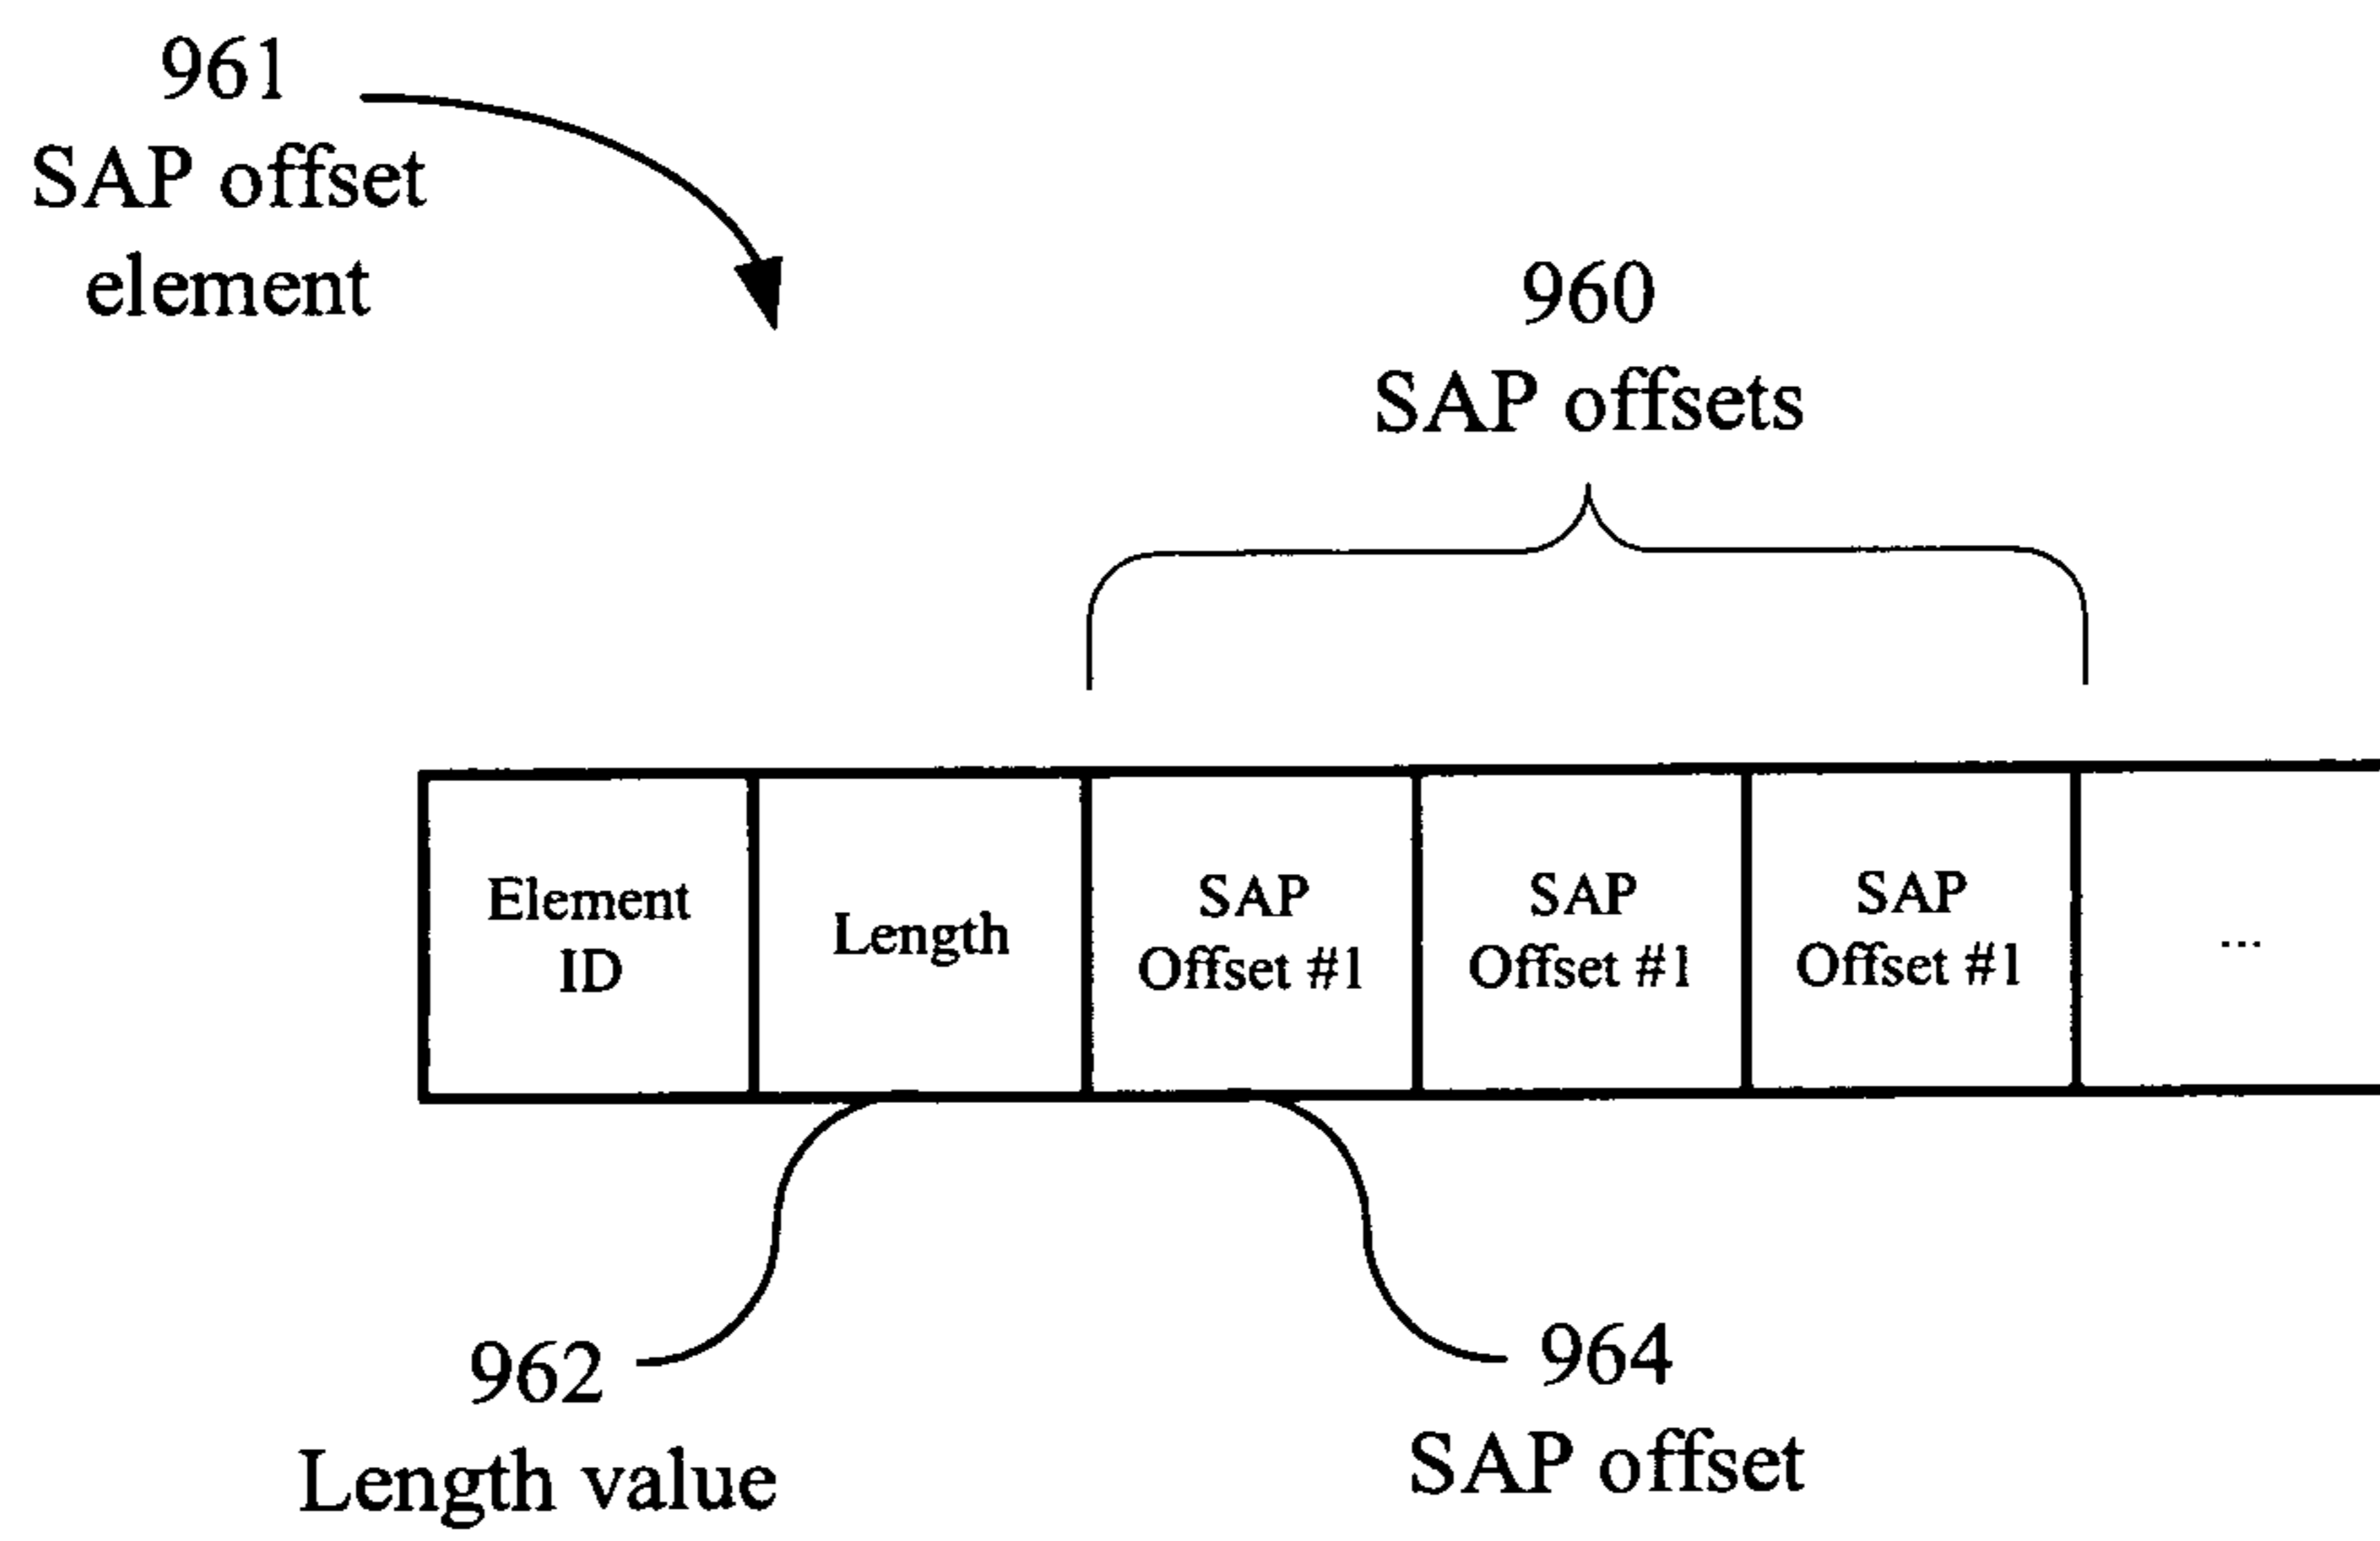 961
SAP offset
element
960
SAP offsets
Element
ID
Length
SAP
Offset #1
SAP
Offset #1
SAP
Offset #1
...
962
Length value
964
SAP offset